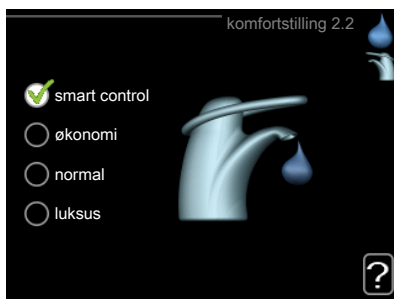 komfortstilling 2.2
smart control
økonomi
normal
luksus
?